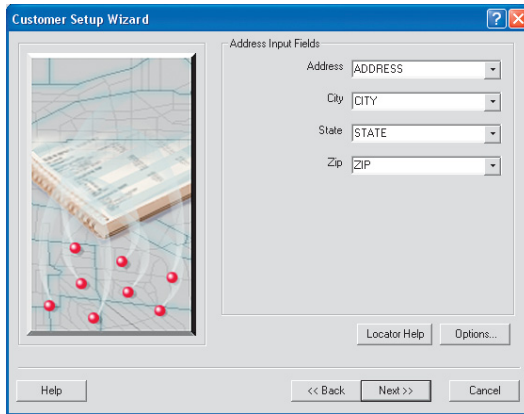 Customer Setup Wizard
Address Input Fields
Address ADDRESS
City CITY
State STATE
Zip ZIP
Locator Help Options...
Help << Back Next >> Cancel